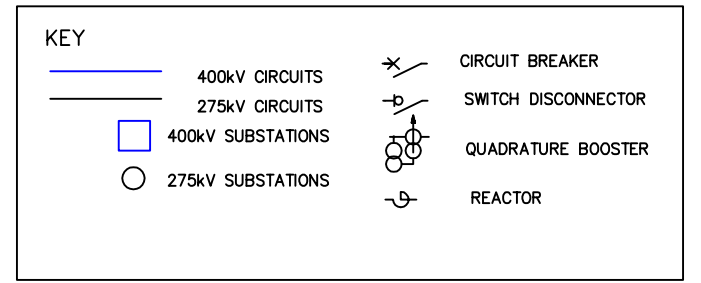 KEY
400kV CIRCUITS
275kV CIRCUITS
400kV SUBSTATIONS
275kV SUBSTATIONS
CIRCUIT BREAKER
SWITCH DISCONNECTOR
QUADRATURE BOOSTER
REACTOR